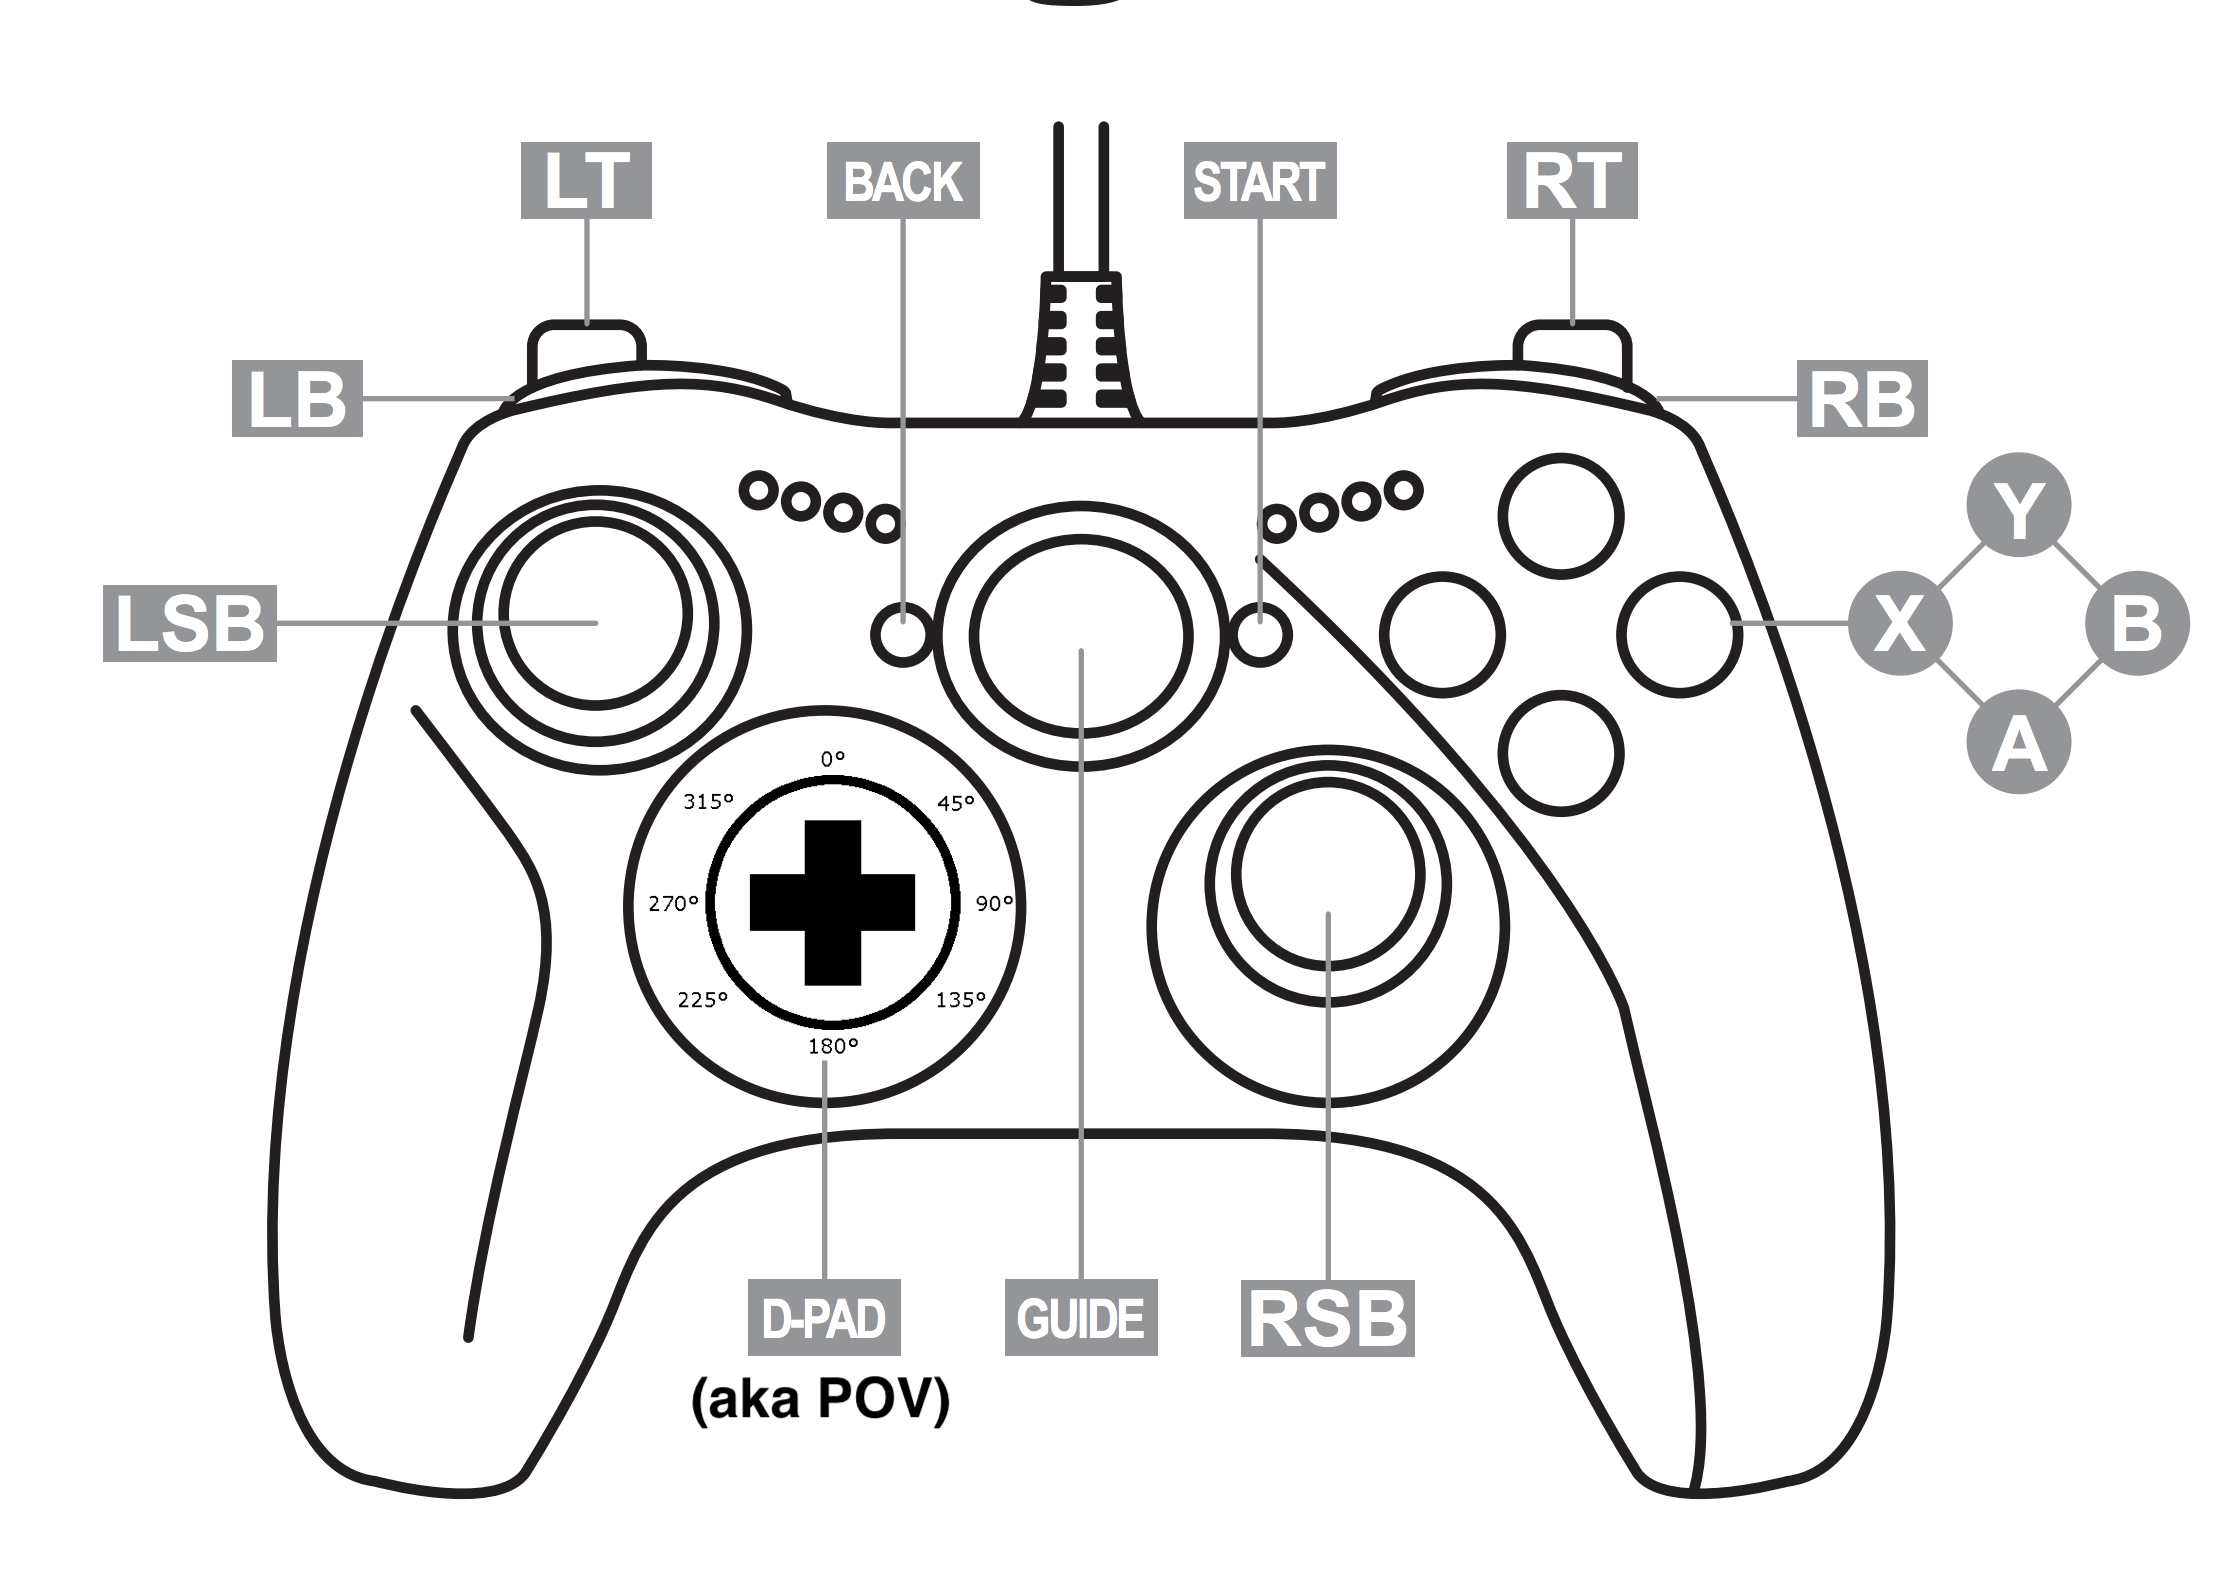 LT
BACK
START
RT
LB
RB
Y
LSB
X
B
A
0°
315°
45°
270°
90°
225°
135°
180°
D-PAD
GUIDE
RSB
(aka POV)